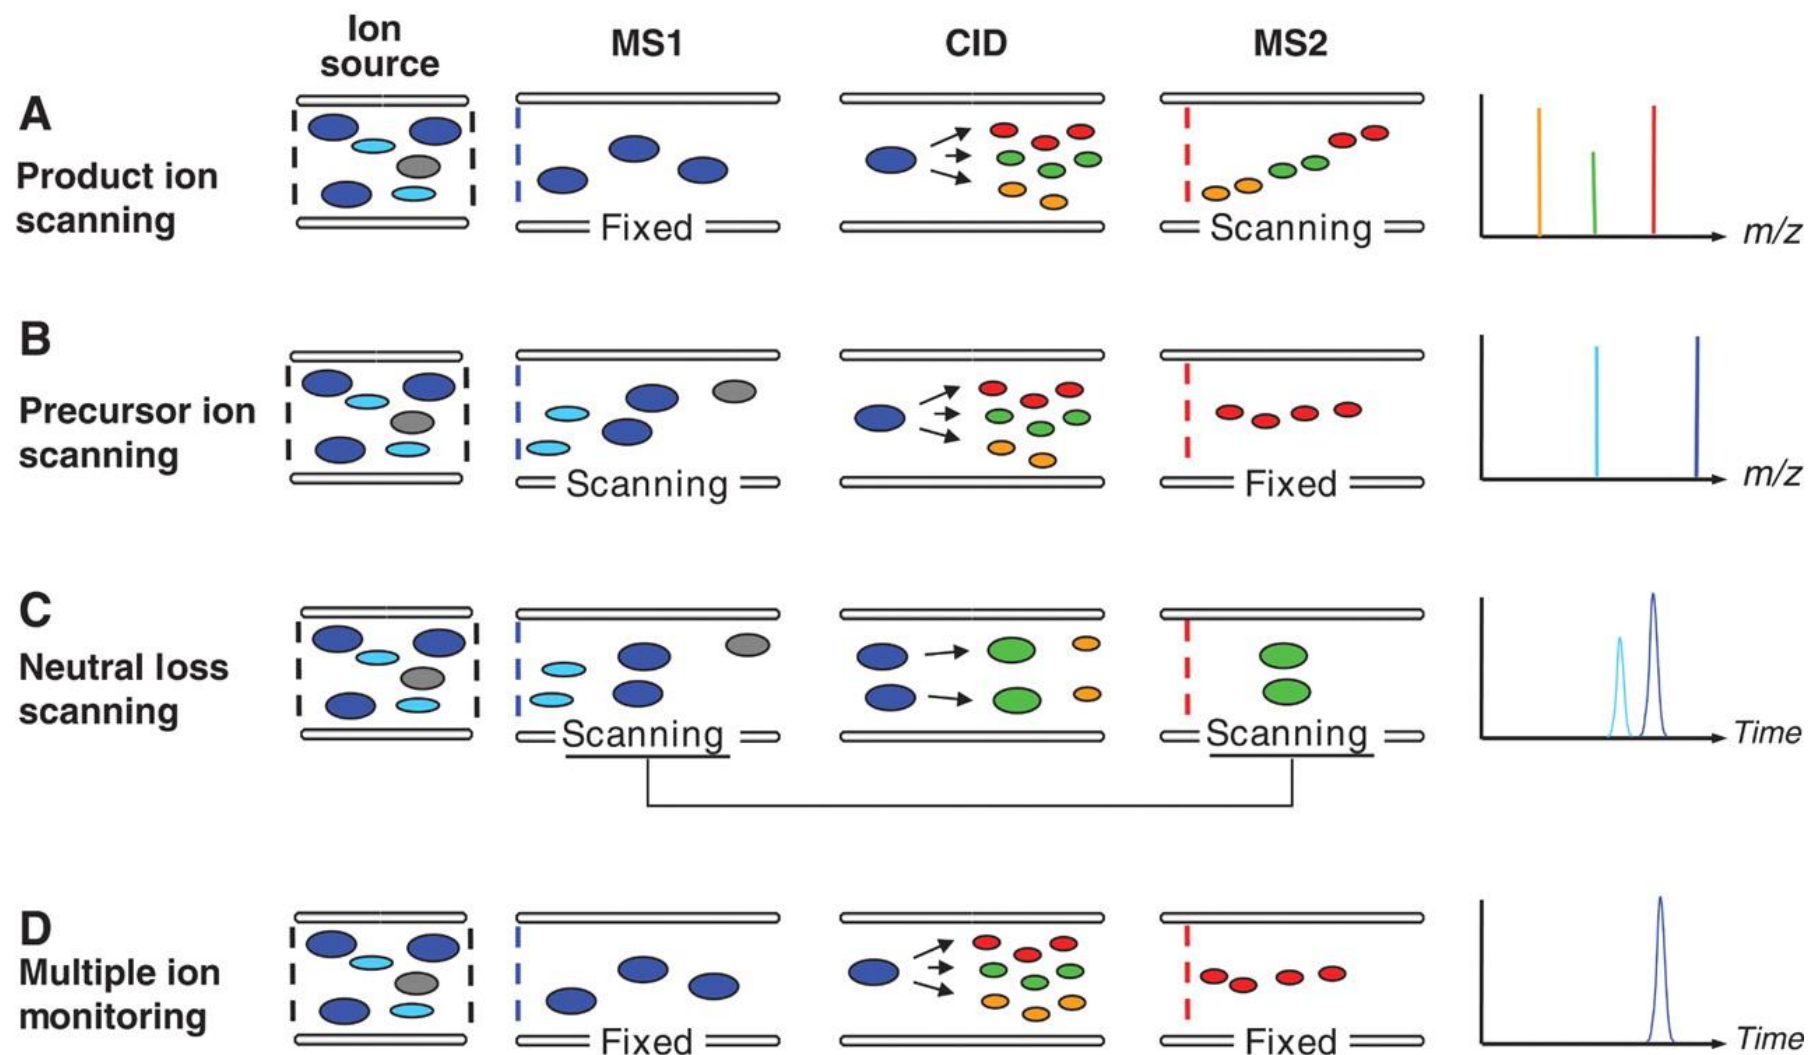 Ion
source
MS1
CID
MS2
A
Product ion
scanning
Fixed
Scanning
m/z
B
Precursor ion
scanning
Scanning
Fixed
m/z
C
Neutral loss
scanning
Scanning
Scanning
Time
D
Multiple ion
monitoring
Fixed
Fixed
Time